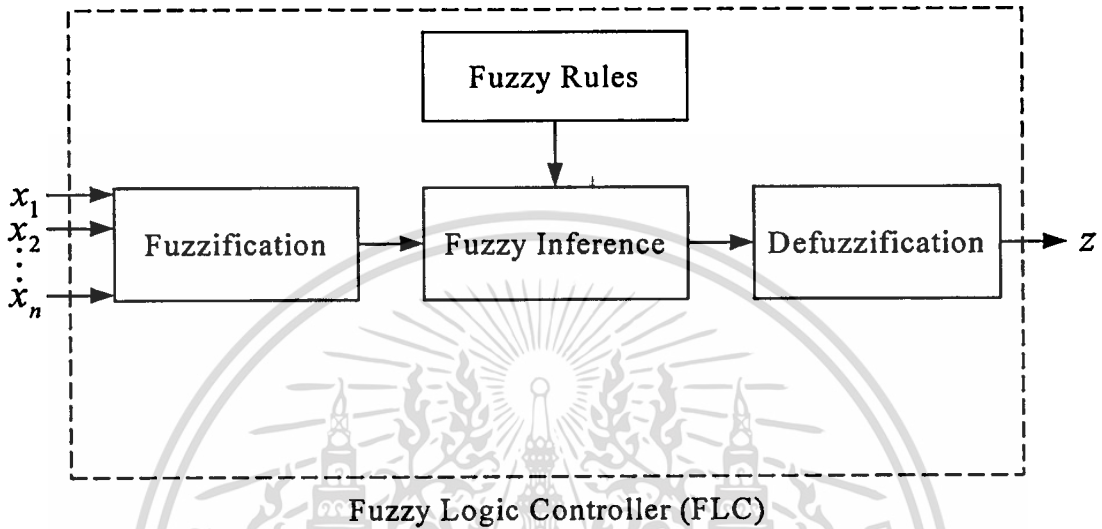 Fuzzy Rules
x₁
x₂
⋮
xₙ
Fuzzification
Fuzzy Inference
Defuzzification
z
Fuzzy Logic Controller (FLC)